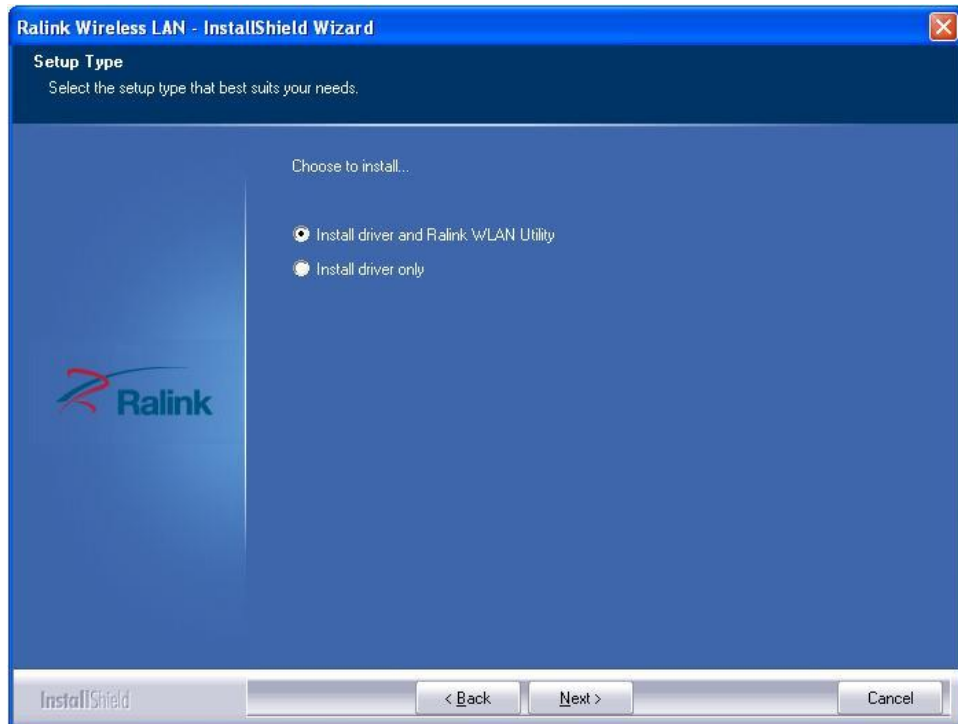 Ralink Wireless LAN - InstallShield Wizard
Setup Type
Select the setup type that best suits your needs.
Choose to install...
Install driver and Ralink WLAN Utility
Install driver only
Ralink
InstallShield
< Back
Next >
Cancel